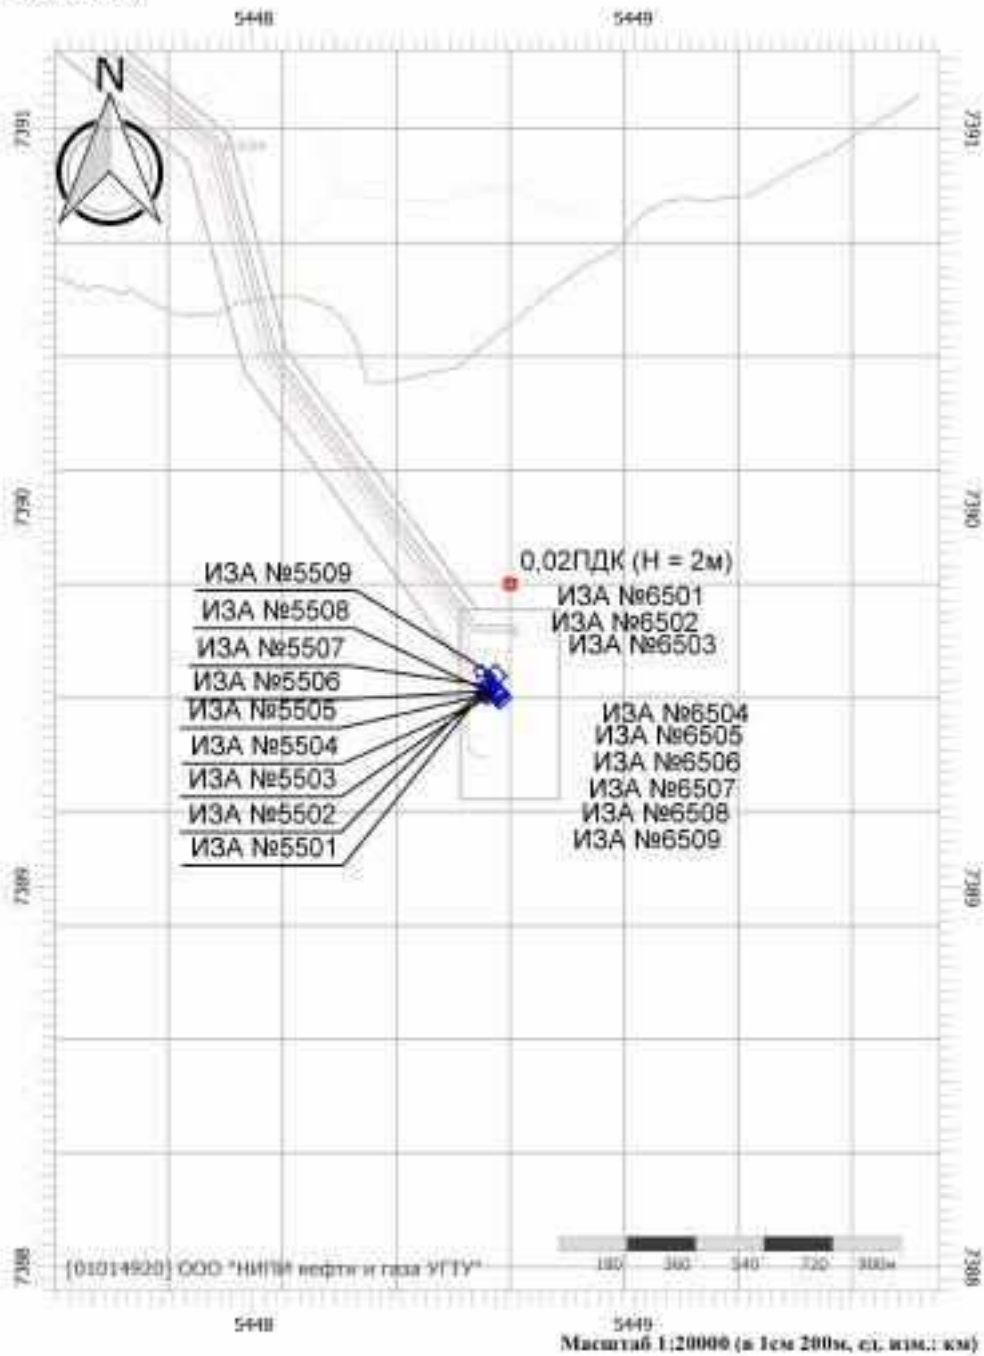 5448 5449
N
7391 7391
7390 7390
0,02ПДК (Н = 2м)
ИЗА №5509
ИЗА №6501
ИЗА №5508
ИЗА №6502
ИЗА №5507
ИЗА №6503
ИЗА №5506
ИЗА №5505
ИЗА №6504
ИЗА №5504
ИЗА №6505
ИЗА №6506
ИЗА №5503
ИЗА №6507
ИЗА №5502
ИЗА №6508
ИЗА №5501
ИЗА №6509
7389 7389
7388 7388
180 360 540 720 900м
[01014920] ООО "НИПИ нефти и газа УГТУ"
5448 5449
Масштаб 1:20000 (в 1см 200м, ед. изм.: км)